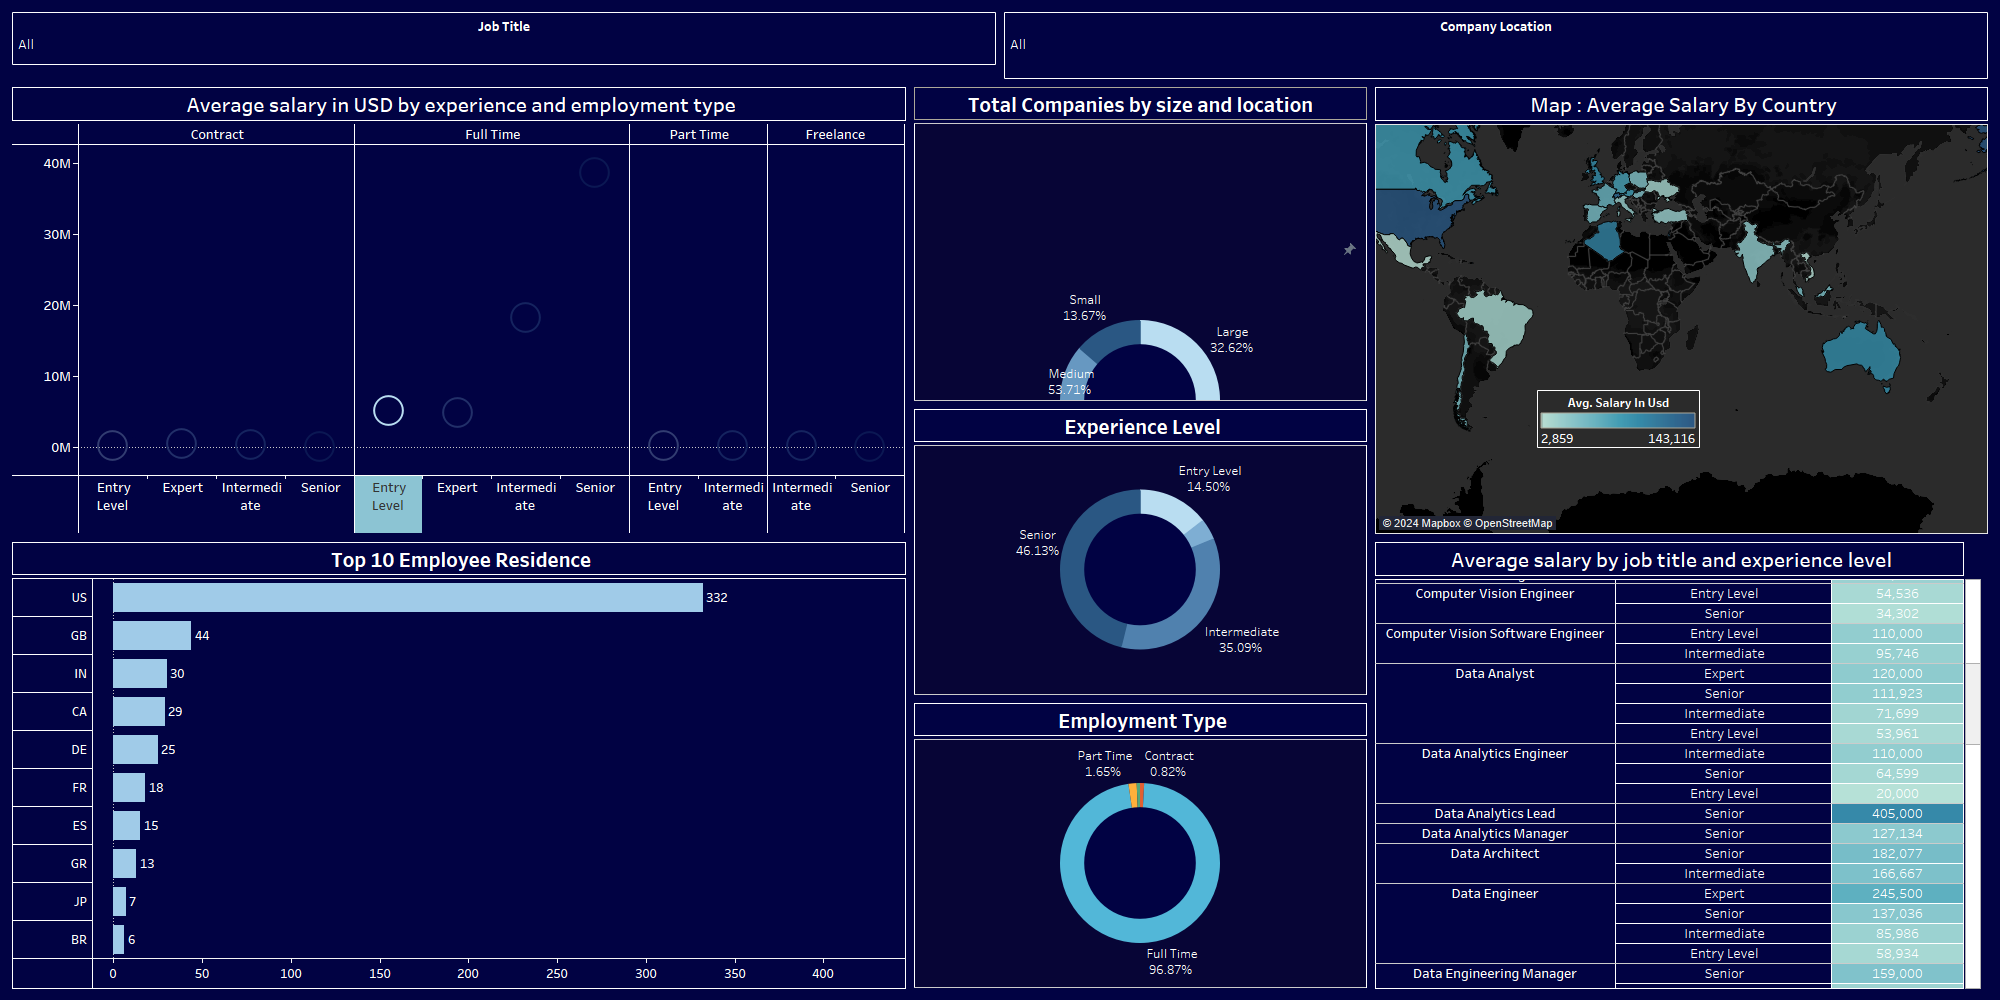 Job Title
All
Company Location
All
Average salary in USD by experience and employment type
Contract
Full Time
Part Time
Freelance
40M
30M
20M
10M
0M
Entry
Level
Expert
Intermedi
ate
Senior
Entry
Level
Expert
Intermedi
ate
Senior
Entry
Level
Intermedi
ate
Intermedi
ate
Senior
Total Companies by size and location
Small
13.67%
Large
32.62%
Medium
53.71%
Map : Average Salary By Country
Avg. Salary In Usd
2,859 143,116
© 2024 Mapbox © OpenStreetMap
Experience Level
Entry Level
14.50%
Senior
46.13%
Intermediate
35.09%
Top 10 Employee Residence
US 332
GB 44
IN 30
CA 29
DE 25
FR 18
ES 15
GR 13
JP 7
BR 6
0 50 100 150 200 250 300 350 400
Employment Type
Part Time
1.65%
Contract
0.82%
Full Time
96.87%
Average salary by job title and experience level
Computer Vision Engineer Entry Level 54,536
Senior 34,302
Computer Vision Software Engineer Entry Level 110,000
Intermediate 95,746
Data Analyst Expert 120,000
Senior 111,923
Intermediate 71,699
Entry Level 53,961
Data Analytics Engineer Intermediate 110,000
Senior 64,599
Entry Level 20,000
Data Analytics Lead Senior 405,000
Data Analytics Manager Senior 127,134
Data Architect Senior 182,077
Intermediate 166,667
Data Engineer Expert 245,500
Senior 137,036
Intermediate 85,986
Entry Level 58,934
Data Engineering Manager Senior 159,000